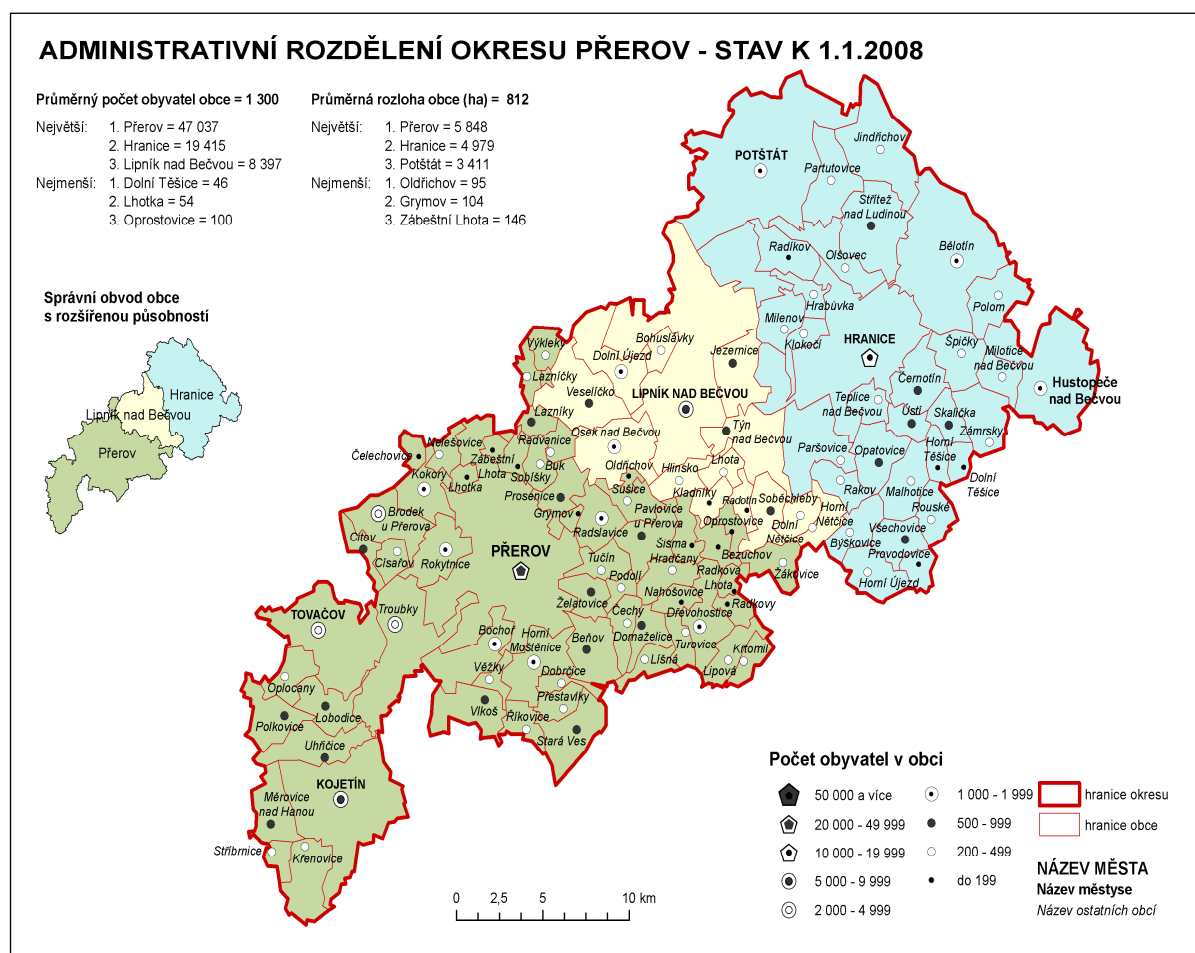 ADMINISTRATIVNÍ ROZDĚLENÍ OKRESU PŘEROV - STAV K 1.1.2008
Průměrný počet obyvatel obce = 1 300
Největší: 1. Přerov = 47 037
2. Hranice = 19 415
3. Lipník nad Bečvou = 8 397
Nejmenší: 1. Dolní Těšice = 46
2. Lhotka = 54
3. Oprostovice = 100
Průměrná rozloha obce (ha) = 812
Největší: 1. Přerov = 5 848
2. Hranice = 4 979
3. Potštát = 3 411
Nejmenší: 1. Oldřichov = 95
2. Grymov = 104
3. Zábeštní Lhota = 146
Správní obvod obce
s rozšířenou působností
Hranice
Lipník nad Bečvou
Přerov
Jindřichov
POTŠTÁT
Partutovice
Střítež
nad Ludinou
Radíkov
Olšovec
Bělotín
Polom
Hrabůvka
Milenov
Klokočí
HRANICE
Špičky
Milotice
nad Bečvou
Hustopeče
nad Bečvou
Černotín
Teplice
nad Bečvou
Ústí
Skalička
Zámrsky
Horní
Těšice
Dolní
Těšice
Paršovice
Opatovice
Rakov
Malhotice
Rouské
Všechovice
Provodovice
Býškovice
Horní Újezd
Horní
Nětčice
Dolní
Nětčice
Soběchleby
Žákovice
Výkleky
Lazníčky
Dolní Újezd
Bohuslávky
Jezernice
Veselíčko
LIPNÍK NAD BEČVOU
Lazníky
Osek nad Bečvou
Týn
nad Bečvou
Radvanice
Buk
Oldřichov
Hlinsko
Lhota
Kladníky
Radotín
Oprostovice
Bezuchov
Čelechovice
Nelešovice
Zábeštní
Lhota
Sobíšky
Lhotka
Kokory
Prosenice
Sušice
Grymov
Pavlovice
u Přerova
Radslavice
Brodek
u Přerova
Citov
Císařov
Rokytnice
PŘEROV
Šišma
Hradčany
Tučín
Podolí
Radkova
Lhota
Nahošovice
Radkovy
Želatovice
Čechy
Dřevohostice
Domaželice
Turovice
Líšná
Lipová
Krtomil
TOVAČOV
Troubky
Bochoř
Horní
Moštěnice
Beňov
Věžky
Dobrčice
Přestavlky
Vlkoš
Říkovice
Stará Ves
Oplocany
Lobodice
Polkovice
Uhřičice
KOJETÍN
Měrovice
nad Hanou
Stříbrnice
Křenovice
0 2,5 5 10 km
Počet obyvatel v obci
50 000 a více
20 000 - 49 999
10 000 - 19 999
5 000 - 9 999
2 000 - 4 999
1 000 - 1 999
500 - 999
200 - 499
do 199
hranice okresu
hranice obce
NÁZEV MĚSTA
Název městyse
Název ostatních obcí